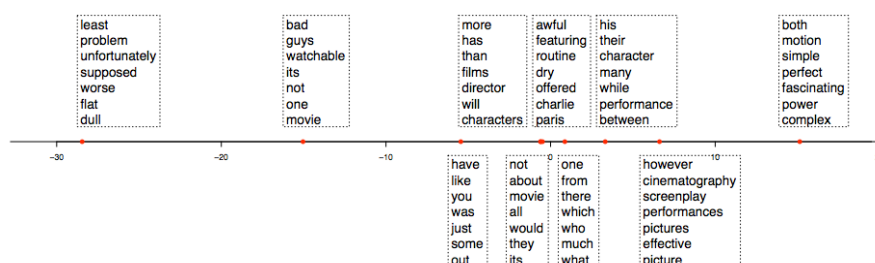 least
problem
unfortunately
supposed
worse
flat
dull
bad
guys
watchable
its
not
one
movie
more
has
than
films
director
will
characters
awful
featuring
routine
dry
offered
charlie
paris
his
their
character
many
while
performance
between
both
motion
simple
perfect
fascinating
power
complex
−30
−20
−10
0
10
have
like
you
was
just
some
out
not
about
movie
all
would
they
its
one
from
there
which
who
much
what
however
cinematography
screenplay
performances
pictures
effective
picture